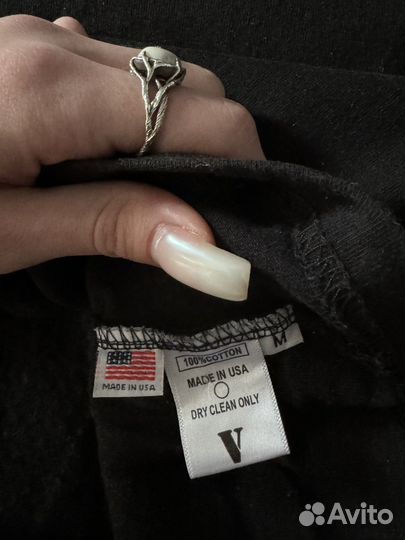 MADE IN USA
100%COTTON
MADE IN USA
DRY CLEAN ONLY
V
M
Avito